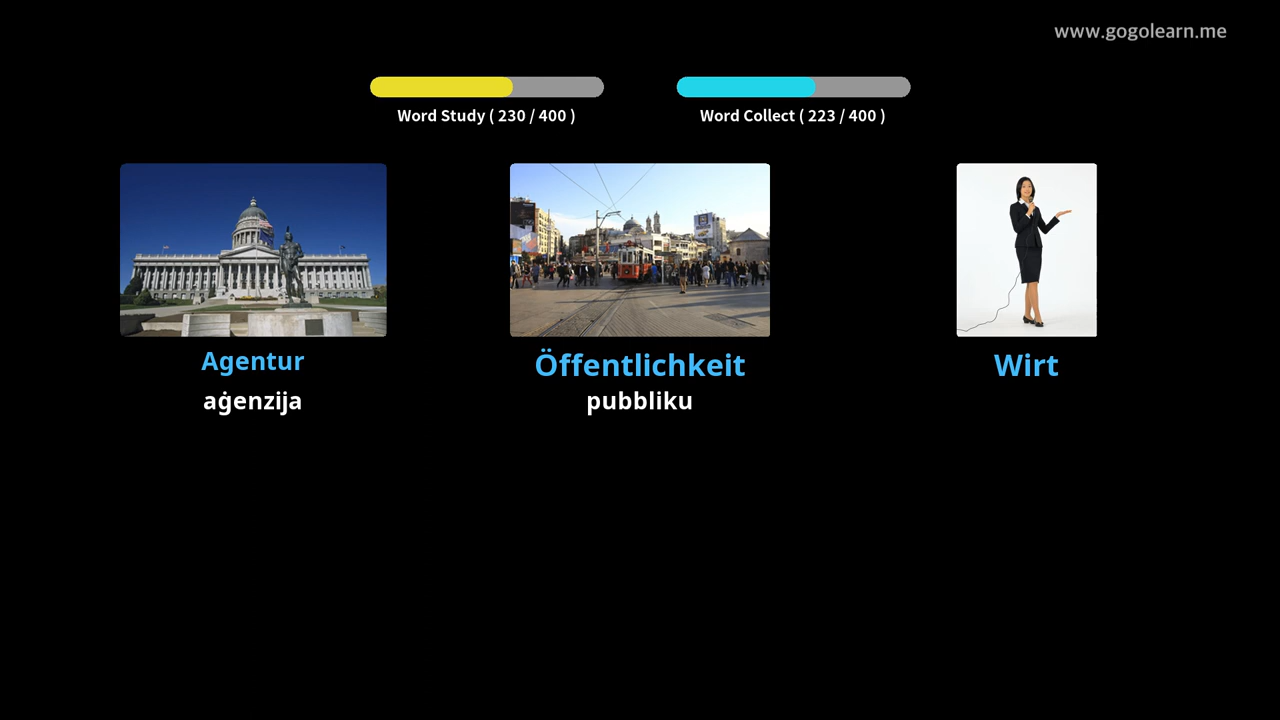 www.gogolearn.me
Word Study ( 230 / 400 )
Word Collect ( 223 / 400 )
Agentur
Öffentlichkeit
Wirt
aġenzija
pubbliku